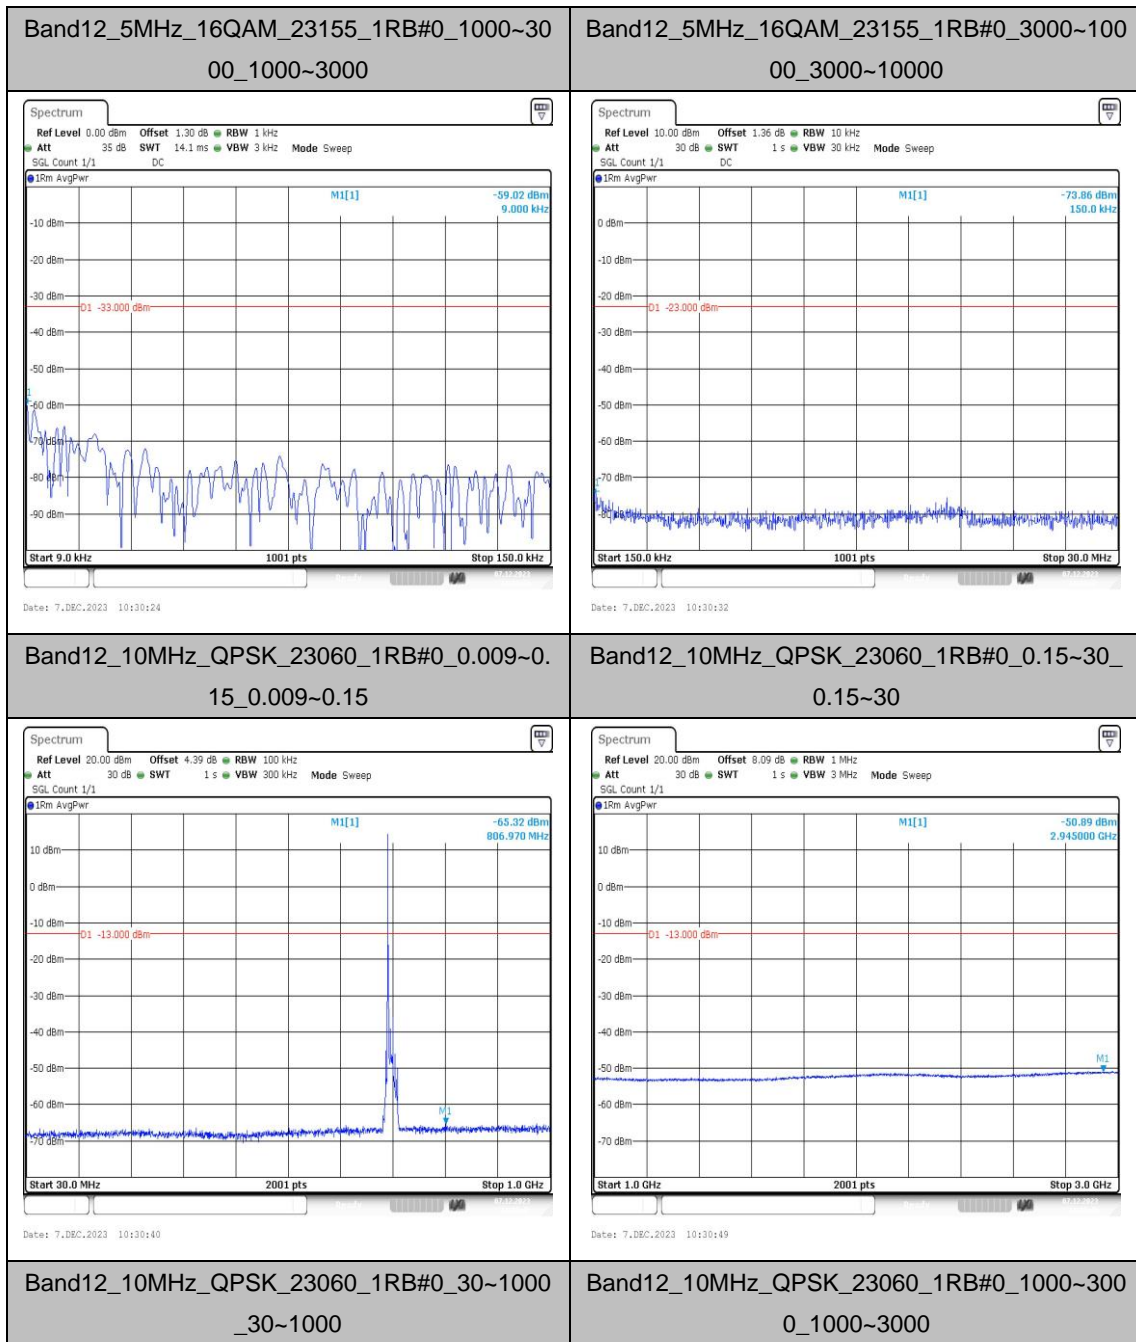 Band12_5MHz_16QAM_23155_1RB#0_1000~30
00_1000~3000
Band12_5MHz_16QAM_23155_1RB#0_3000~100
00_3000~10000
Spectrum
Ref Level 0.00 dBm Offset 1.30 dB RBW 1 kHz
Att 35 dB SWT 14.1 ms VBW 3 kHz Mode Sweep
SGL Count 1/1 DC
1Rm AvgPwr
M1[1] -59.02 dBm
9.000 kHz
-10 dBm
-20 dBm
-30 dBm
D1 -33.000 dBm
-40 dBm
-50 dBm
-60 dBm
-70 dBm
-80 dBm
-90 dBm
Start 9.0 kHz 1001 pts Stop 150.0 kHz
Date: 7.DEC.2023 10:30:24
Spectrum
Ref Level 10.00 dBm Offset 1.36 dB RBW 10 kHz
Att 30 dB SWT 1 s VBW 30 kHz Mode Sweep
SGL Count 1/1 DC
1Rm AvgPwr
M1[1] -73.86 dBm
150.0 kHz
0 dBm
-10 dBm
-20 dBm
D1 -23.000 dBm
-30 dBm
-40 dBm
-50 dBm
-60 dBm
-70 dBm
-80 dBm
Start 150.0 kHz 1001 pts Stop 30.0 MHz
Date: 7.DEC.2023 10:30:32
Band12_10MHz_QPSK_23060_1RB#0_0.009~0.
15_0.009~0.15
Band12_10MHz_QPSK_23060_1RB#0_0.15~30_
0.15~30
Spectrum
Ref Level 20.00 dBm Offset 4.39 dB RBW 100 kHz
Att 30 dB SWT 1 s VBW 300 kHz Mode Sweep
SGL Count 1/1
1Rm AvgPwr
M1[1] -65.32 dBm
806.970 MHz
10 dBm
0 dBm
-10 dBm
D1 -13.000 dBm
-20 dBm
-30 dBm
-40 dBm
-50 dBm
-60 dBm
M1
-70 dBm
Start 30.0 MHz 2001 pts Stop 1.0 GHz
Date: 7.DEC.2023 10:30:40
Spectrum
Ref Level 20.00 dBm Offset 8.09 dB RBW 1 MHz
Att 30 dB SWT 1 s VBW 3 MHz Mode Sweep
SGL Count 1/1
1Rm AvgPwr
M1[1] -50.89 dBm
2.945000 GHz
10 dBm
0 dBm
-10 dBm
D1 -13.000 dBm
-20 dBm
-30 dBm
-40 dBm
-50 dBm
M1
-60 dBm
-70 dBm
Start 1.0 GHz 2001 pts Stop 3.0 GHz
Date: 7.DEC.2023 10:30:49
Band12_10MHz_QPSK_23060_1RB#0_30~1000
_30~1000
Band12_10MHz_QPSK_23060_1RB#0_1000~300
0_1000~3000